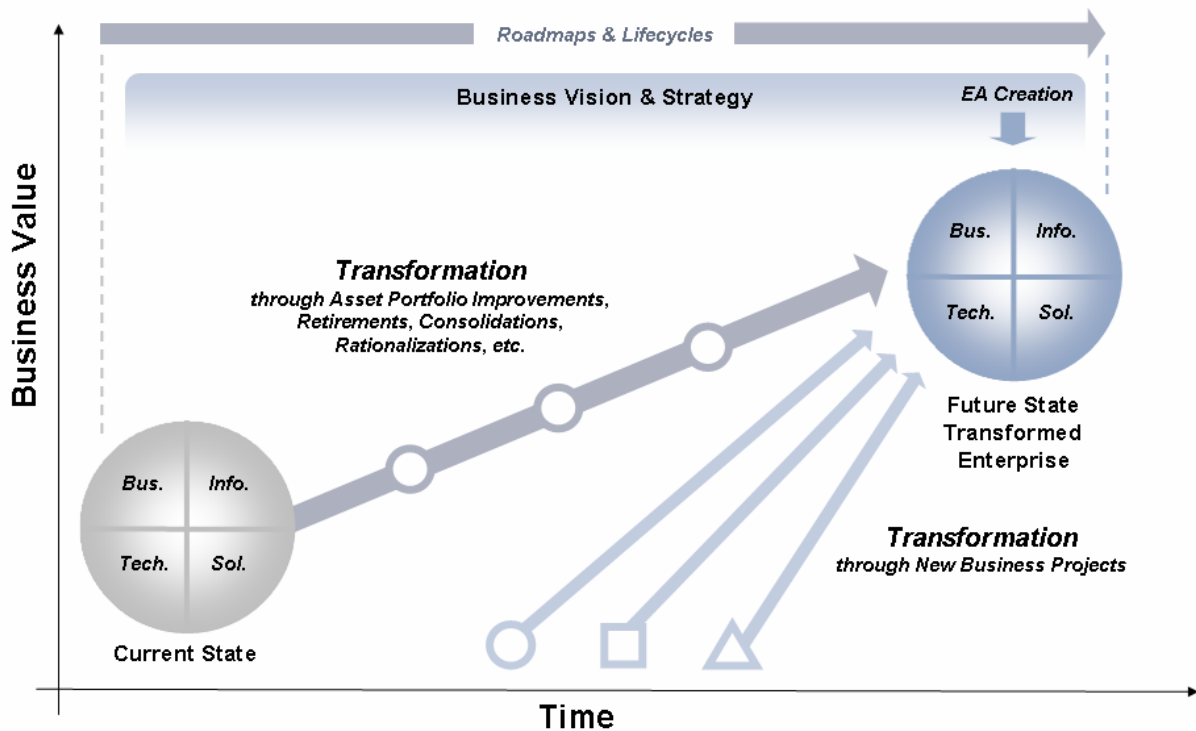 Roadmaps & Lifecycles
Business Vision & Strategy
EA Creation
Business Value
Bus.
Info.
Tech.
Sol.
Transformation
through Asset Portfolio Improvements,
Retirements, Consolidations,
Rationalizations, etc.
Future State
Transformed
Enterprise
Bus.
Info.
Tech.
Sol.
Current State
Transformation
through New Business Projects
Time